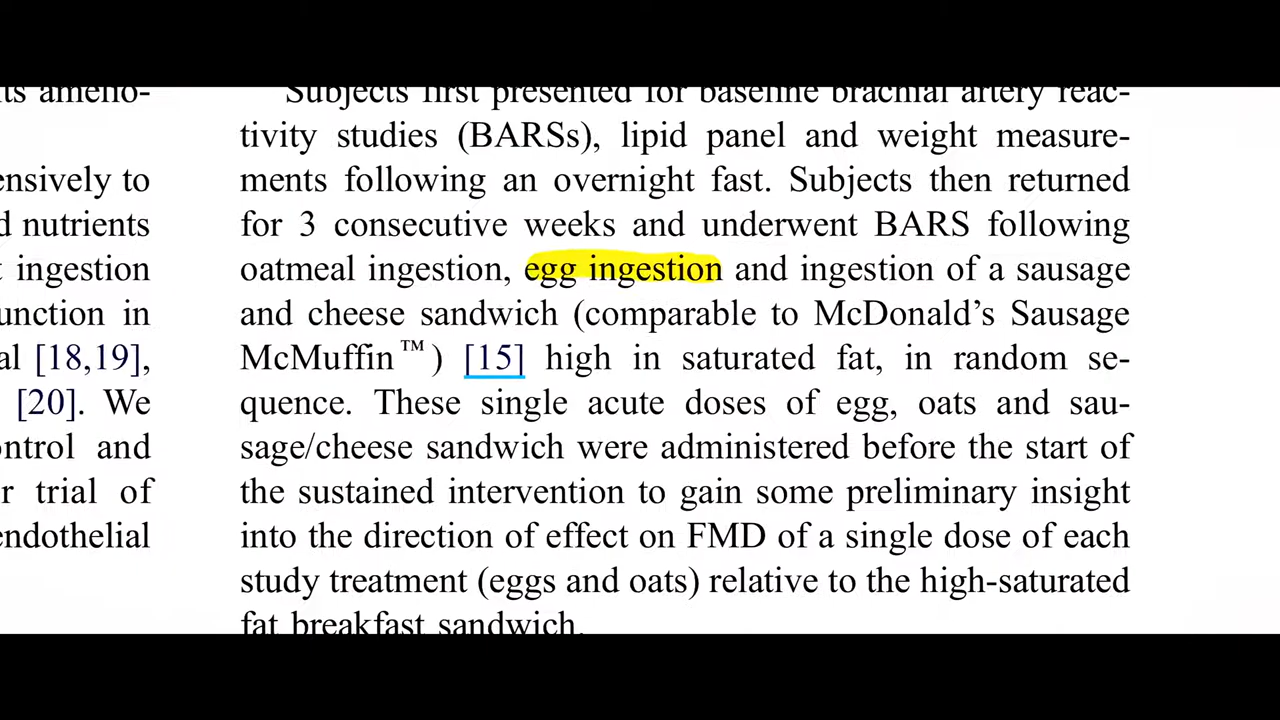 its amelio-
ensively to
d nutrients
t ingestion
unction in
al [18,19],
[20]. We
ontrol and
r trial of
endothelial
Subjects first presented for baseline brachial artery reac-
tivity studies (BARSs), lipid panel and weight measure-
ments following an overnight fast. Subjects then returned
for 3 consecutive weeks and underwent BARS following
oatmeal ingestion, egg ingestion and ingestion of a sausage
and cheese sandwich (comparable to McDonald’s Sausage
McMuffin™) [15] high in saturated fat, in random se-
quence. These single acute doses of egg, oats and sau-
sage/cheese sandwich were administered before the start of
the sustained intervention to gain some preliminary insight
into the direction of effect on FMD of a single dose of each
study treatment (eggs and oats) relative to the high-saturated
fat breakfast sandwich.